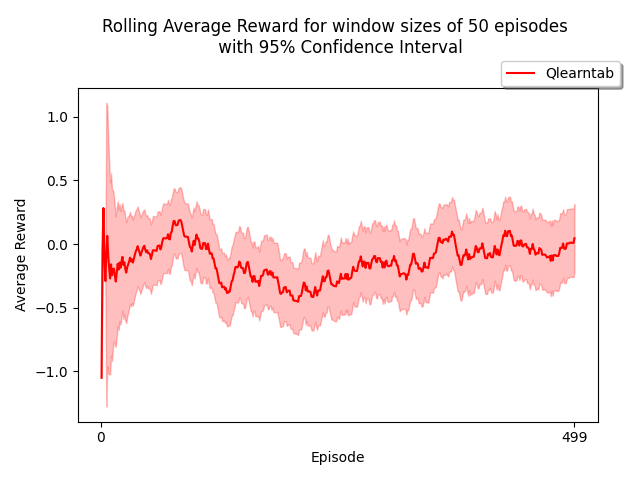 Rolling Average Reward for window sizes of 50 episodes
with 95% Confidence Interval
Qlearntab
1.0
0.5
0.0
−0.5
−1.0
Average Reward
0
499
Episode